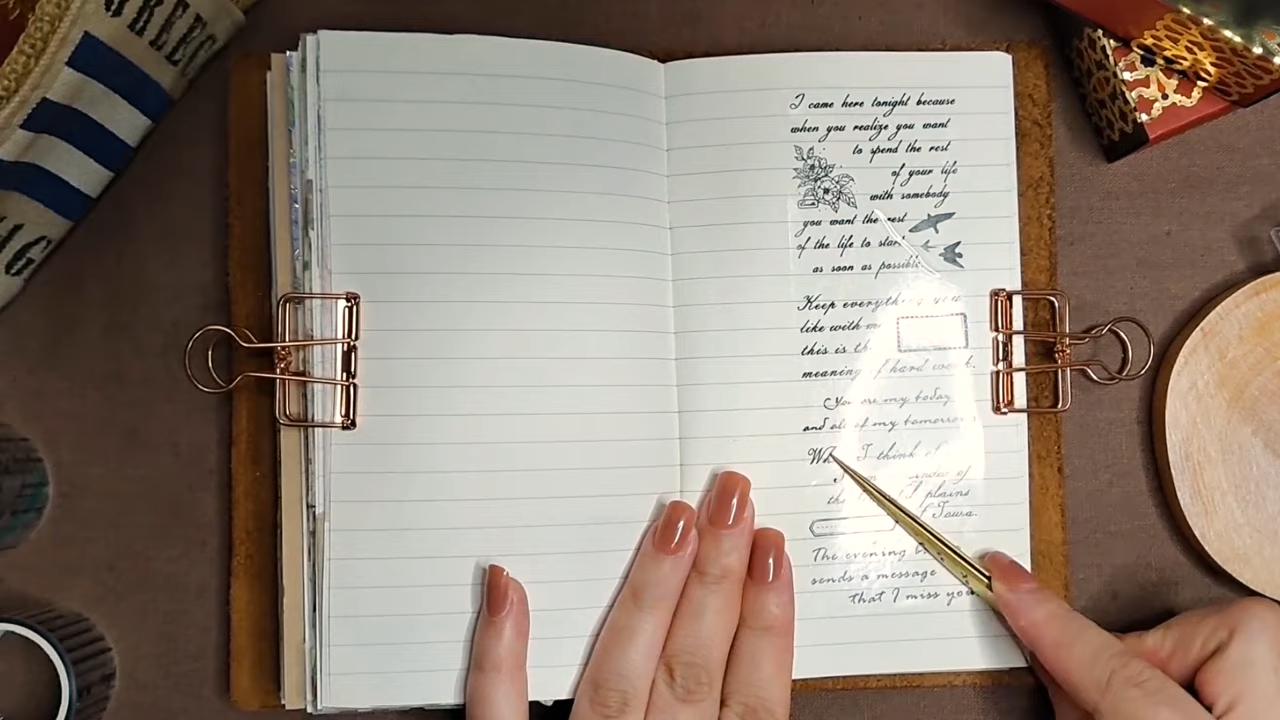 I came here tonight because
when you realize you want
to spend the rest
of your life
with somebody
you want the rest
of the life to start
as soon as possible
Keep everything you
like with
this is
meaning of hard work.
You are my today
and all of my tomorrow
I think
of
plains
Iowa.
The evening
sends a message
that I miss you